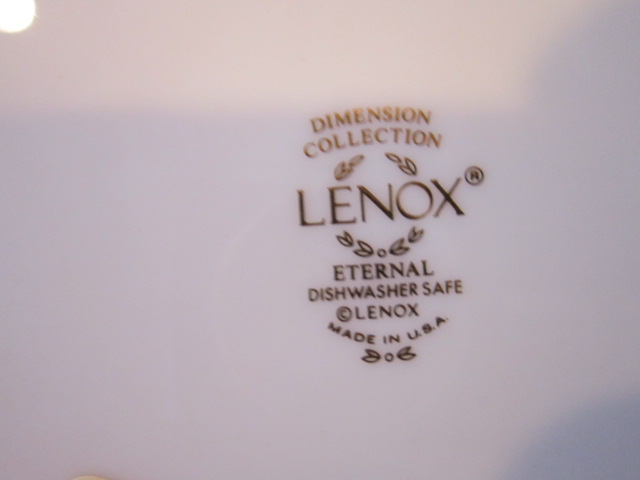 DIMENSION
COLLECTION
LENOX®
ETERNAL
DISHWASHER SAFE
©LENOX
MADE IN U.S.A.